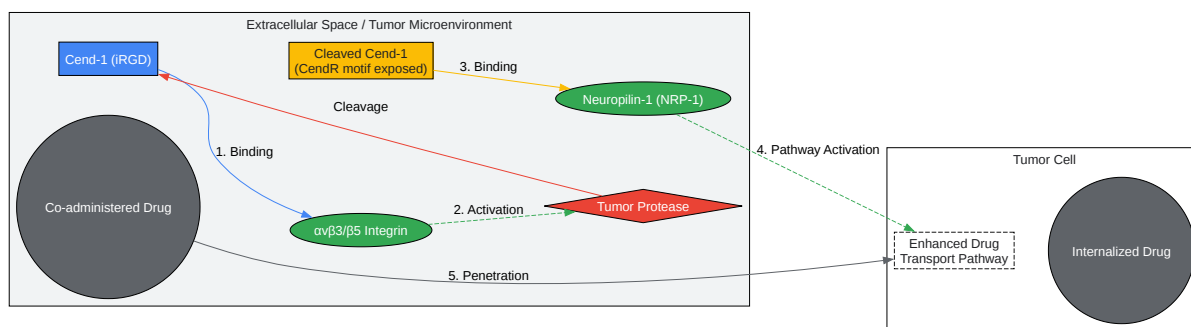 Extracellular Space / Tumor Microenvironment
Cend-1 (iRGD)
Cleaved Cend-1
(CendR motif exposed)
3. Binding
Neuropilin-1 (NRP-1)
Cleavage
1. Binding
4. Pathway Activation
Tumor Cell
Co-administered Drug
2. Activation
Tumor Protease
αvβ3/β5 Integrin
Enhanced Drug
Transport Pathway
Internalized Drug
5. Penetration